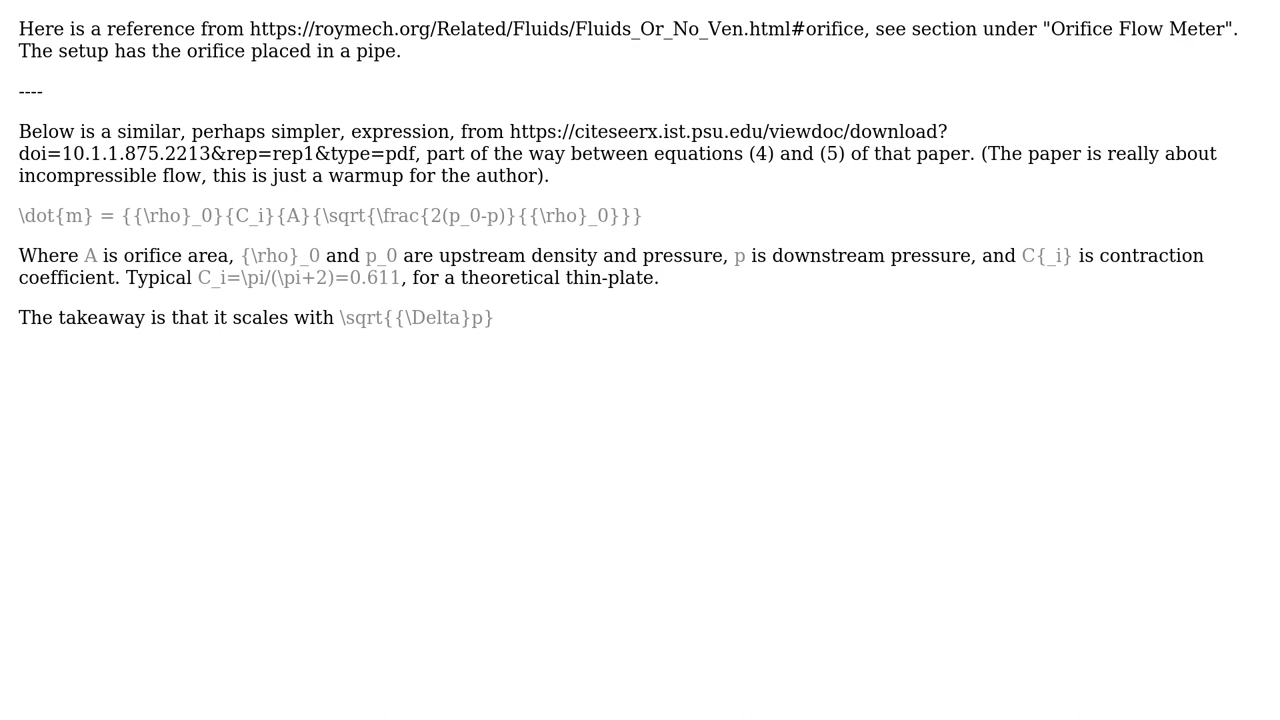 Here is a reference from https://roymech.org/Related/Fluids/Fluids_Or_No_Ven.html#orifice, see section under "Orifice Flow Meter".
The setup has the orifice placed in a pipe.
----
Below is a similar, perhaps simpler, expression, from https://citeseerx.ist.psu.edu/viewdoc/download?
doi=10.1.1.875.2213&rep=rep1&type=pdf, part of the way between equations (4) and (5) of that paper. (The paper is really about
incompressible flow, this is just a warmup for the author).
\dot{m} = {{\rho}_0}{C_i}{A}{\sqrt{\frac{2(p_0-p)}{{\rho}_0}}}
Where A is orifice area, {\rho}_0 and p_0 are upstream density and pressure, p is downstream pressure, and C{_i} is contraction
coefficient. Typical C_i=\pi/(\pi+2)=0.611, for a theoretical thin-plate.
The takeaway is that it scales with \sqrt{{\Delta}p}